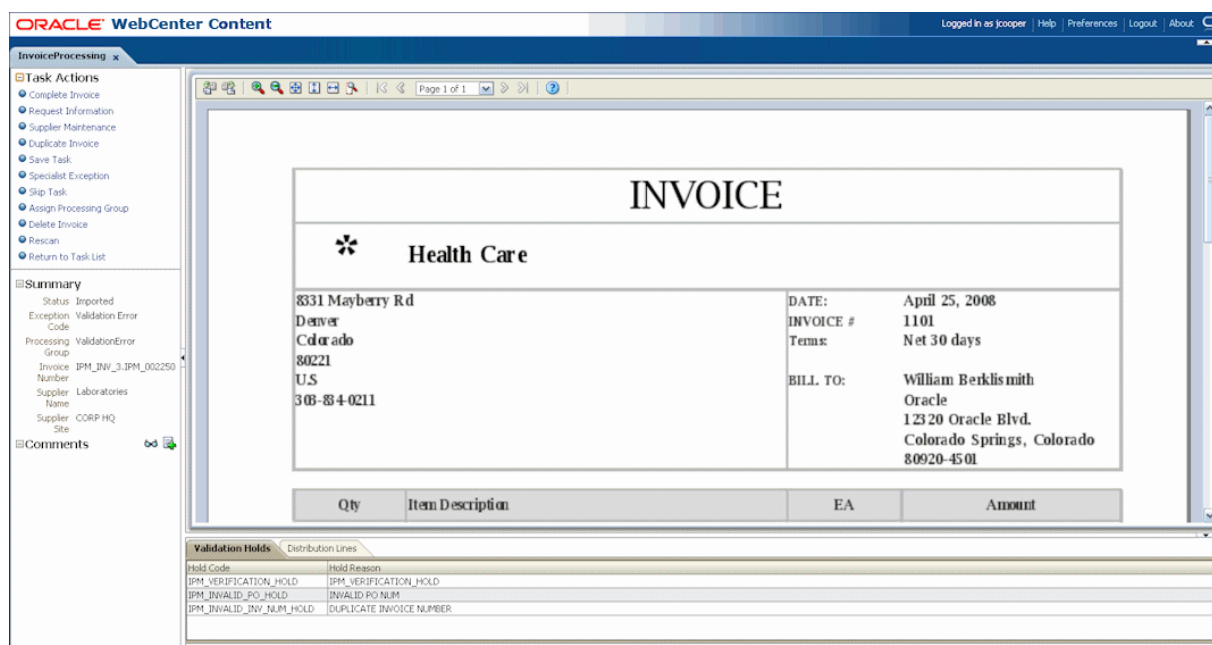 ORACLE WebCenter Content
Logged in as jcooper Help Preferences Logout About
InvoiceProcessing x
Task Actions
Complete Invoice
Request Information
Supplier Maintenance
Duplicate Invoice
Save Task
Specialist Exception
Skip Task
Assign Processing Group
Delete Invoice
Rescan
Return to Task List
Summary
Status Imported
Exception Code Validation Error
Processing Group ValidationError
Invoice Number IPM_INV_3.IPM_002250
Supplier Name Laboratories
Supplier Site CORP HQ
Comments
Page 1 of 1
INVOICE
* Health Care
8331 Mayberry Rd
Denver
Colorado
80221
U.S
303-834-0211
DATE: April 25, 2008
INVOICE # 1101
Terms: Net 30 days
BILL TO: William Berklismith
Oracle
12320 Oracle Blvd.
Colorado Springs, Colorado
80920-4501
Qty Item Description EA Amount
Validation Holds Distribution Lines
Hold Code Hold Reason
IPM_VERIFICATION_HOLD IPM_VERIFICATION_HOLD
IPM_INVALID_PO_HOLD INVALID PO NUM
IPM_INVALID_INV_NUM_HOLD DUPLICATE INVOICE NUMBER